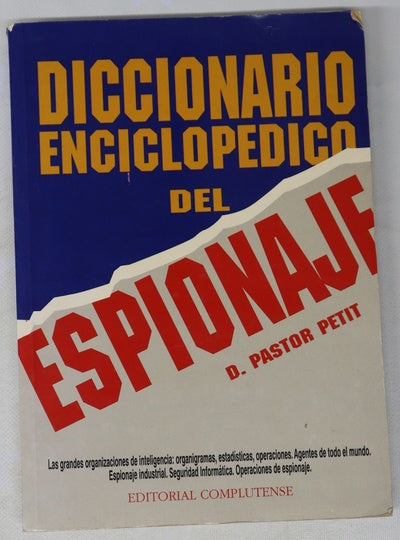 DICCIONARIO
ENCICLOPEDICO
DEL
ESPIONAJE
D. PASTOR PETIT
Las grandes organizaciones de inteligencia: organigramas, estadísticas, operaciones. Agentes de todo el mundo.
Espionaje industrial. Seguridad Informática. Operaciones de espionaje.
EDITORIAL COMPLUTENSE